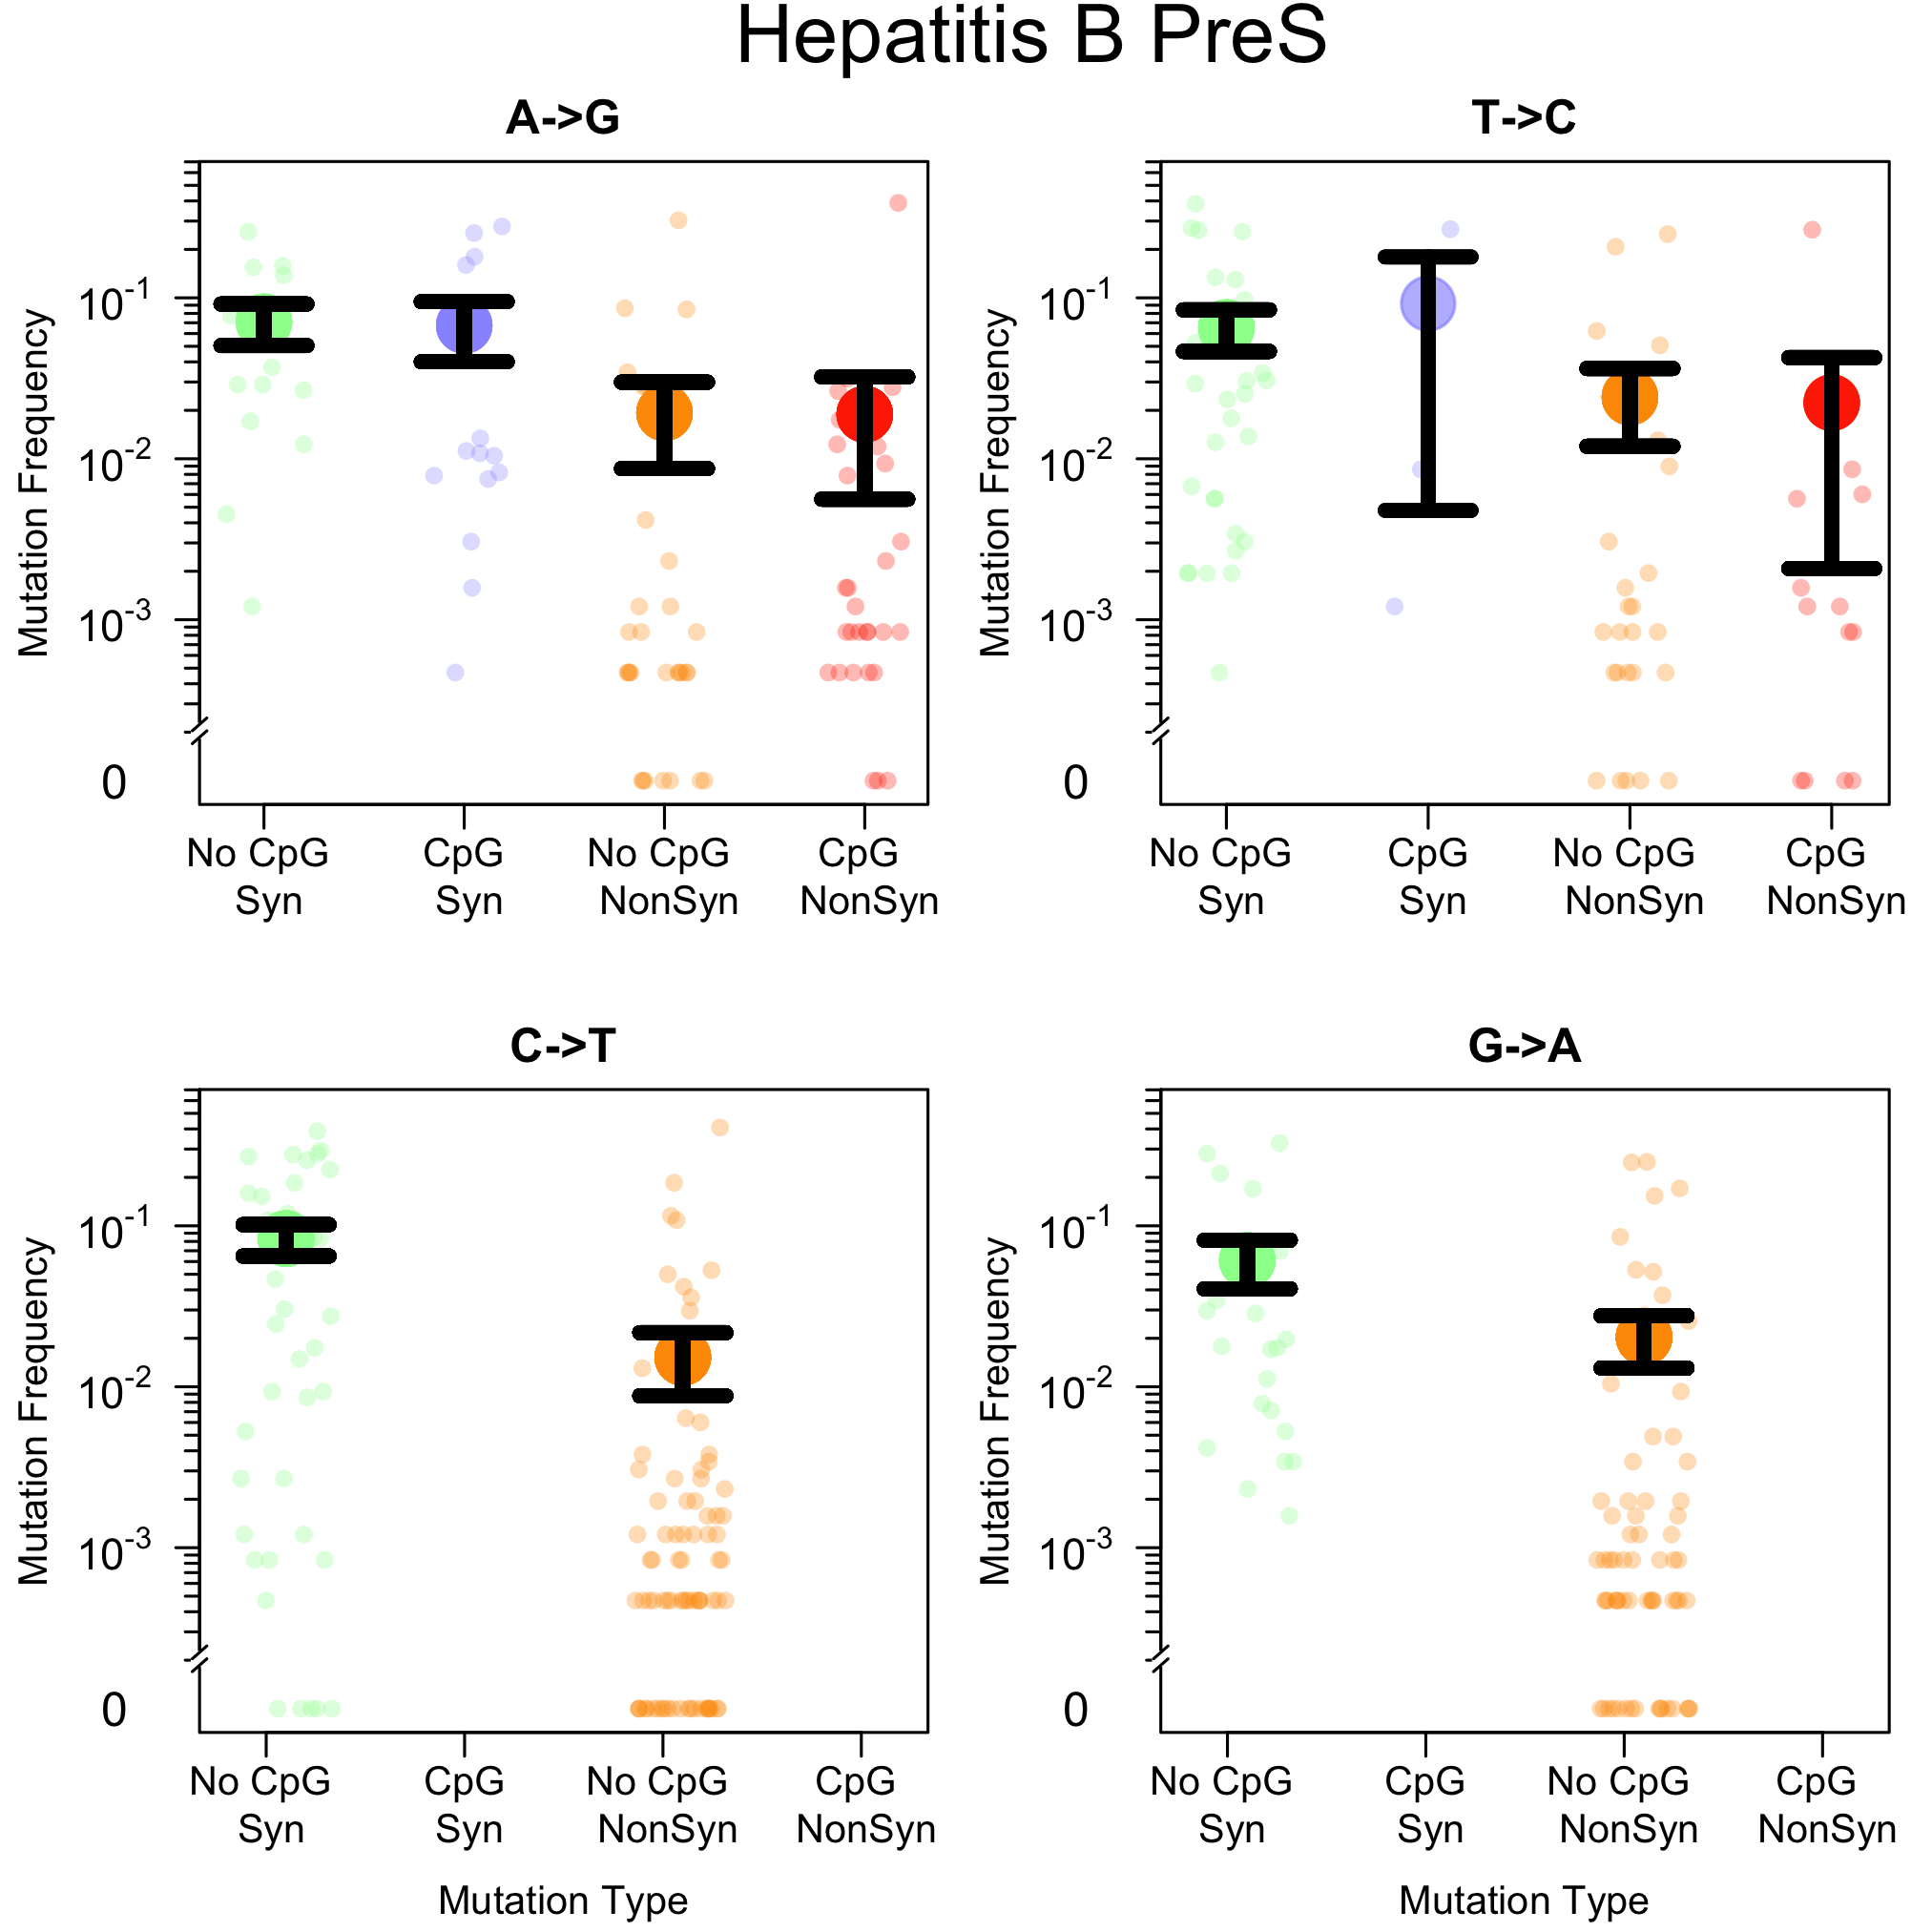 Hepatitis B PreS
A->G
T->C
Mutation Frequency
10-1
10-2
10-3
0
No CpG CpG No CpG CpG
Syn Syn NonSyn NonSyn
Mutation Frequency
10-1
10-2
10-3
0
No CpG CpG No CpG CpG
Syn Syn NonSyn NonSyn
C->T
G->A
Mutation Frequency
10-1
10-2
10-3
0
No CpG CpG No CpG CpG
Syn Syn NonSyn NonSyn
Mutation Type
Mutation Frequency
10-1
10-2
10-3
0
No CpG CpG No CpG CpG
Syn Syn NonSyn NonSyn
Mutation Type